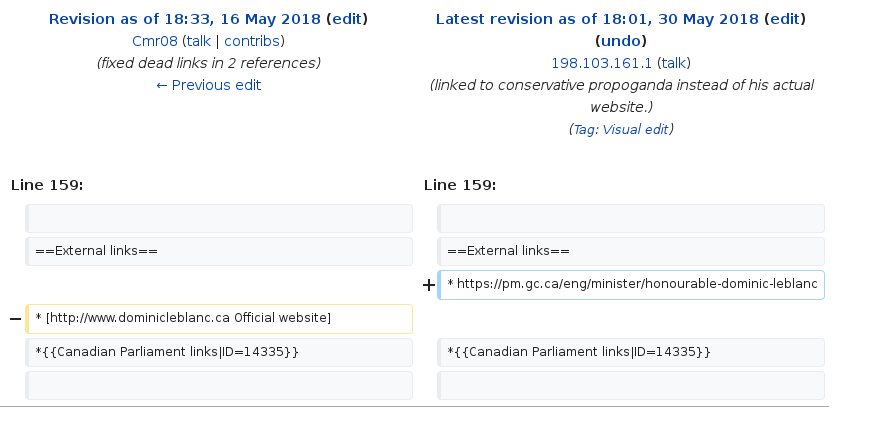 Revision as of 18:33, 16 May 2018 (edit)
Cmr08 (talk | contribs)
(fixed dead links in 2 references)
← Previous edit
Latest revision as of 18:01, 30 May 2018 (edit)
(undo)
198.103.161.1 (talk)
(linked to conservative propoganda instead of his actual
website.)
(Tag: Visual edit)
Line 159:
Line 159:
==External links==
==External links==
+ * https://pm.gc.ca/eng/minister/honourable-dominic-leblanc
− * [http://www.dominicleblanc.ca Official website]
*{{Canadian Parliament links|ID=14335}}
*{{Canadian Parliament links|ID=14335}}